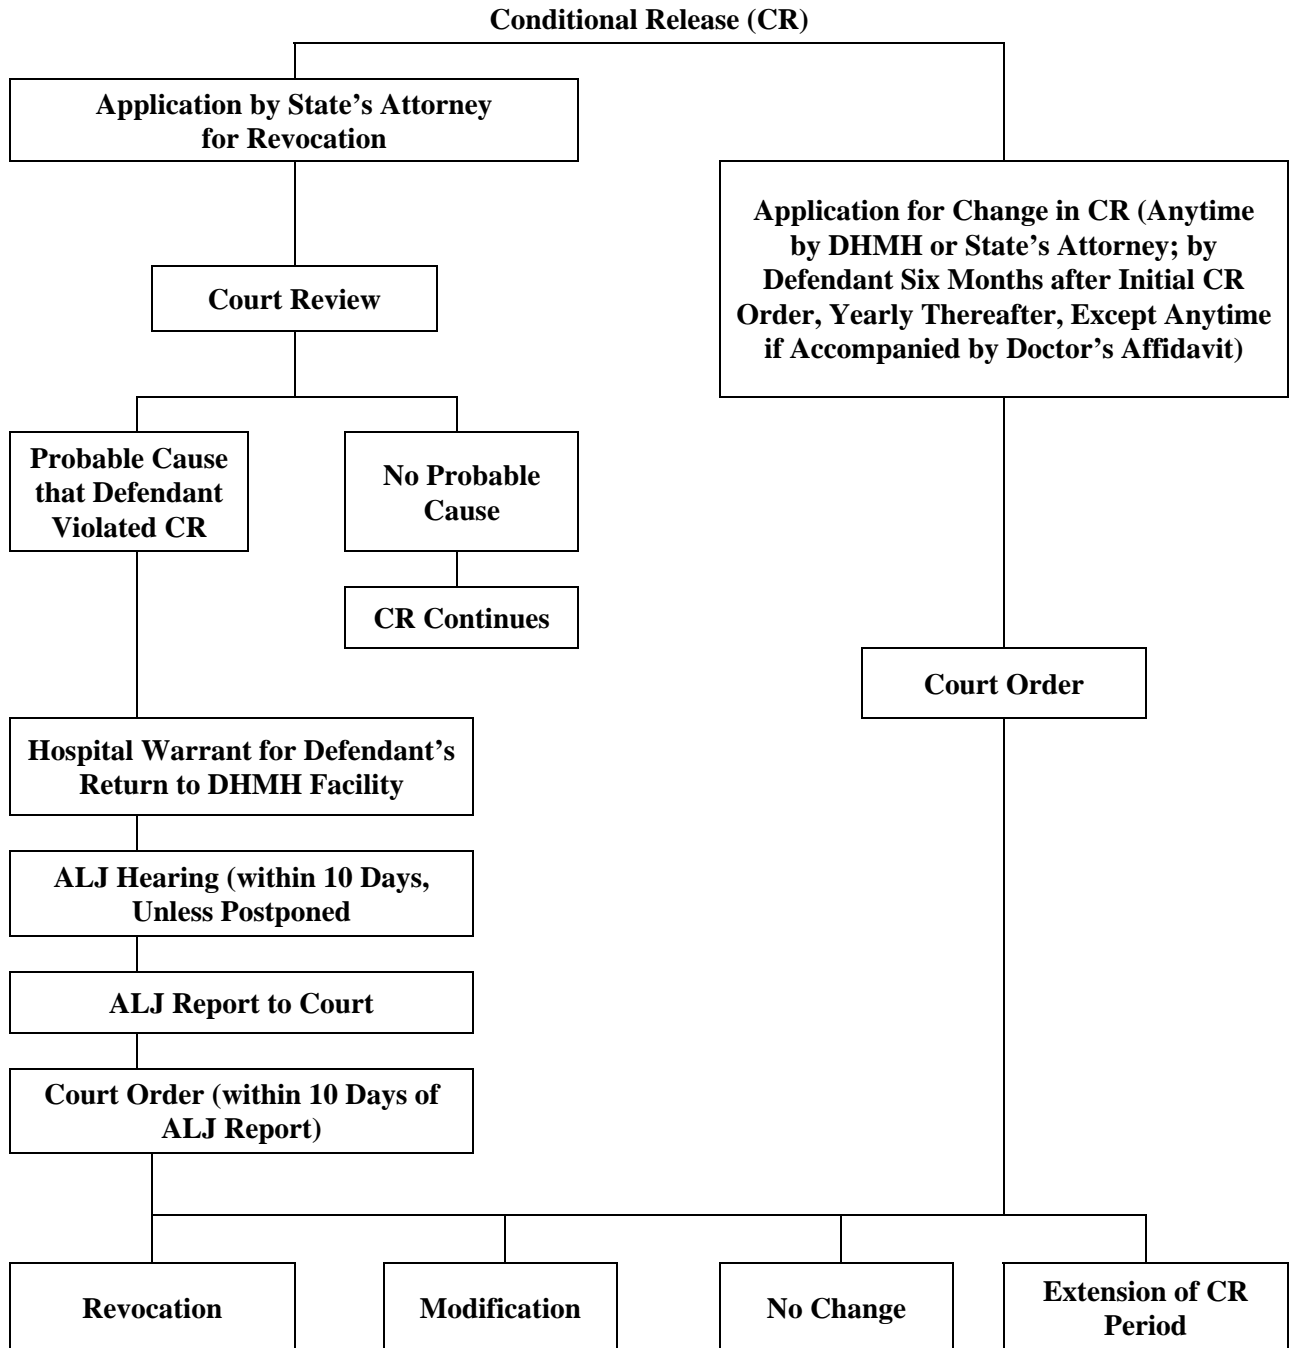 Conditional Release (CR)
Application by State’s Attorney
for Revocation
Application for Change in CR (Anytime
by DHMH or State’s Attorney; by
Defendant Six Months after Initial CR
Order, Yearly Thereafter, Except Anytime
if Accompanied by Doctor’s Affidavit)
Court Review
Probable Cause
that Defendant
Violated CR
No Probable
Cause
CR Continues
Court Order
Hospital Warrant for Defendant’s
Return to DHMH Facility
ALJ Hearing (within 10 Days,
Unless Postponed
ALJ Report to Court
Court Order (within 10 Days of
ALJ Report)
Revocation
Modification
No Change
Extension of CR
Period